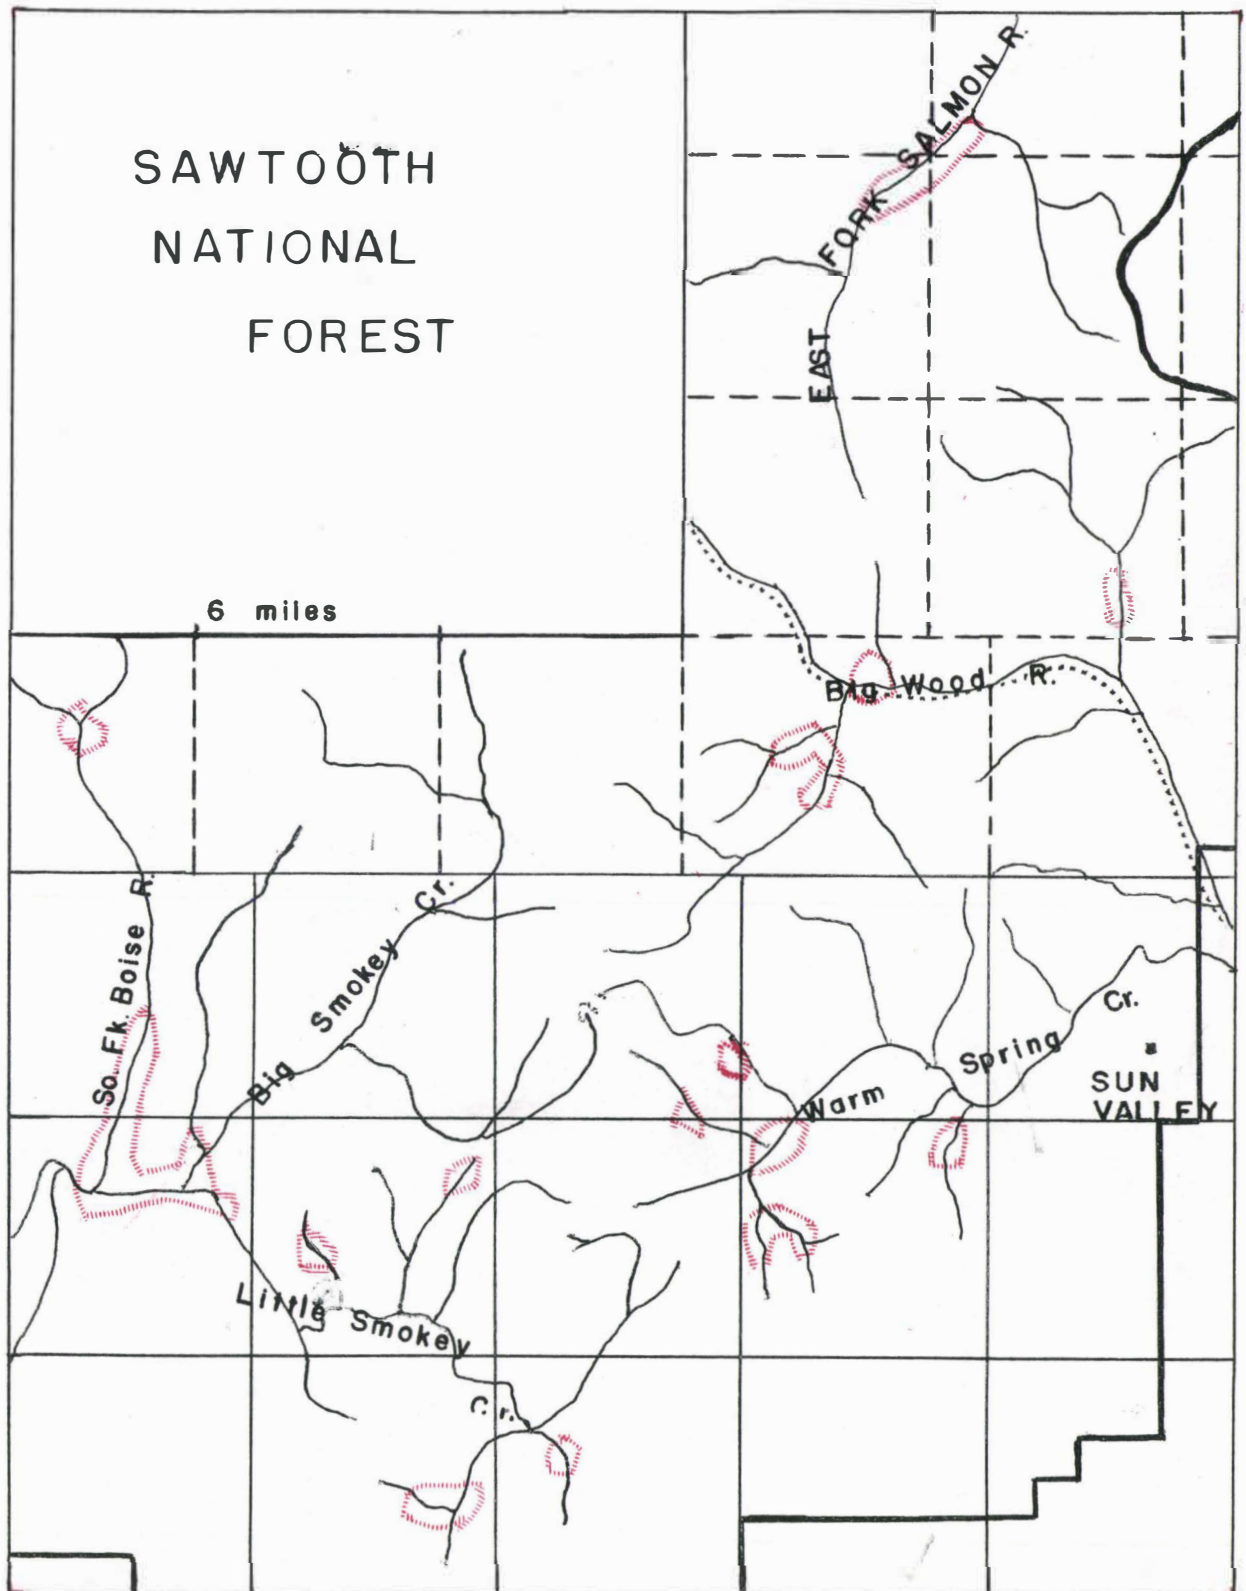 SAWTOOTH
NATIONAL
FOREST
EAST FORK SALMON R.
6 miles
Big Wood R.
So. Fk. Boise R.
Big Smokey Cr.
Warm Spring Cr.
SUN
VALLEY
Little Smokey Cr.